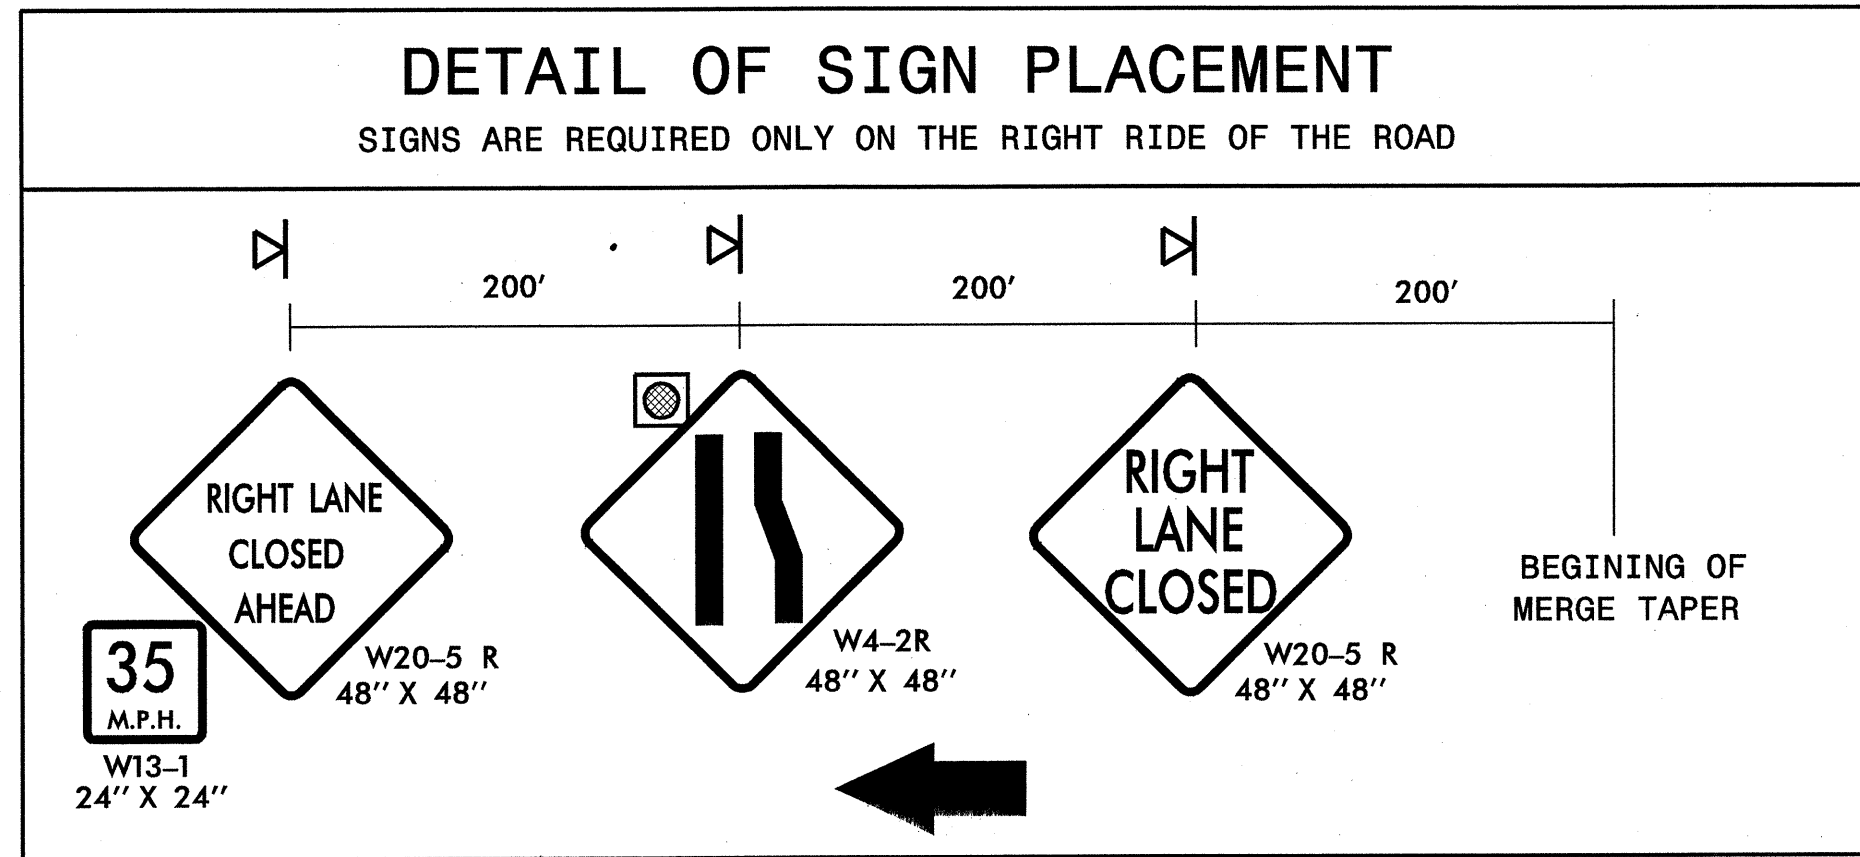 DETAIL OF SIGN PLACEMENT
SIGNS ARE REQUIRED ONLY ON THE RIGHT RIDE OF THE ROAD
200'
200'
200'
RIGHT LANE
CLOSED
AHEAD
35
M.P.H.
W13-1
24" X 24"
W20-5 R
48" X 48"
W4-2R
48" X 48"
RIGHT
LANE
CLOSED
W20-5 R
48" X 48"
BEGINING OF
MERGE TAPER